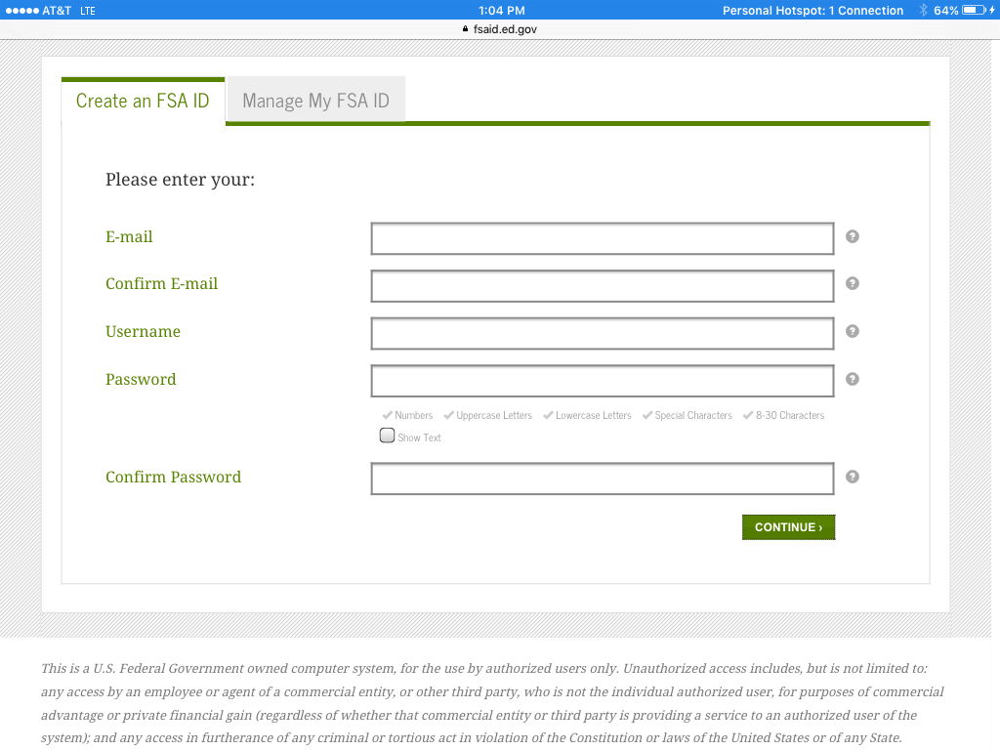 AT&T LTE 1:04 PM Personal Hotspot: 1 Connection 64%
fsaid.ed.gov
Create an FSA ID Manage My FSA ID
Please enter your:
E-mail ?
Confirm E-mail ?
Username ?
Password ?
Numbers Uppercase Letters Lowercase Letters Special Characters 8-30 Characters
Show Text
Confirm Password ?
CONTINUE ›
This is a U.S. Federal Government owned computer system, for the use by authorized users only. Unauthorized access includes, but is not limited to:
any access by an employee or agent of a commercial entity, or other third party, who is not the individual authorized user, for purposes of commercial
advantage or private financial gain (regardless of whether that commercial entity or third party is providing a service to an authorized user of the
system); and any access in furtherance of any criminal or tortious act in violation of the Constitution or laws of the United States or of any State.